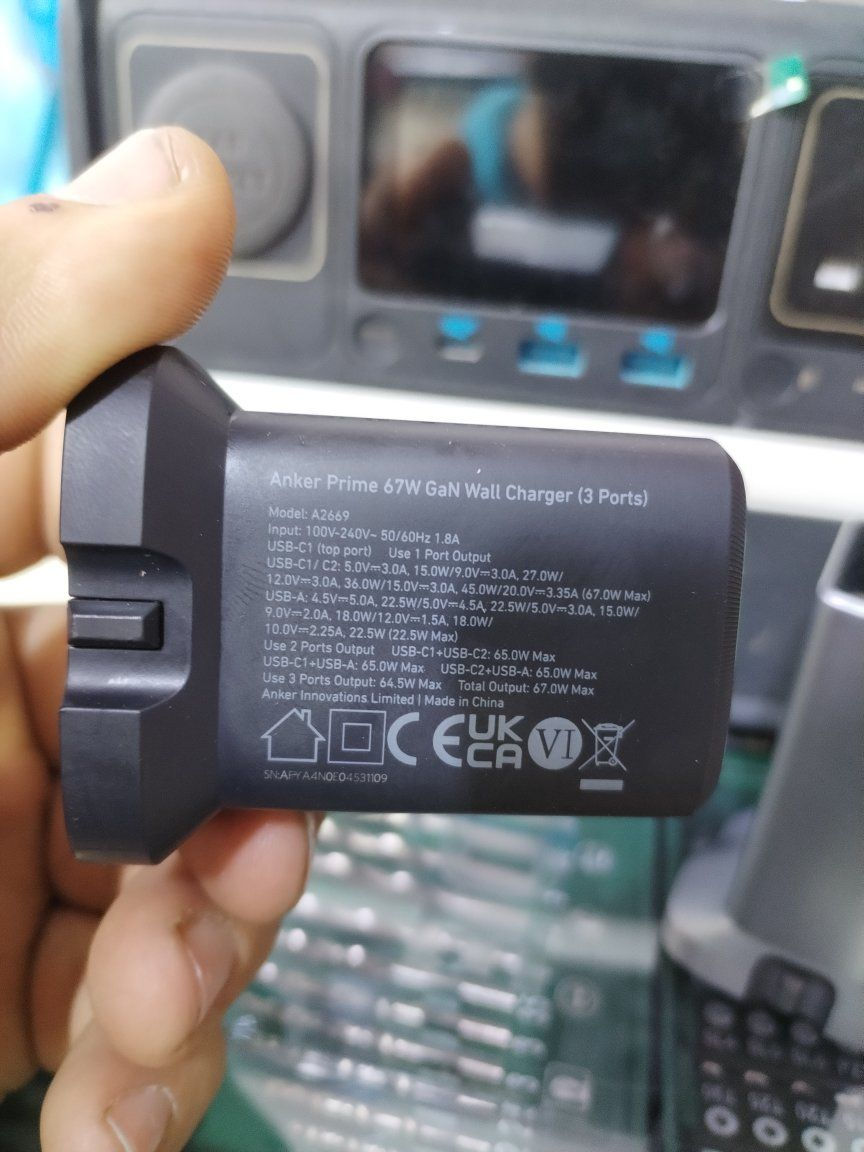 Anker Prime 67W GaN Wall Charger (3 Ports)
Model: A2669
Input: 100V-240V~ 50/60Hz 1.8A
USB-C1 (top port) Use 1 Port Output
USB-C1/ C2: 5.0V⎓3.0A, 15.0W/9.0V⎓3.0A, 27.0W/
12.0V⎓3.0A, 36.0W/15.0V⎓3.0A, 45.0W/20.0V⎓3.35A (67.0W Max)
USB-A: 4.5V⎓5.0A, 22.5W/5.0V⎓4.5A, 22.5W/5.0V⎓3.0A, 15.0W/
9.0V⎓2.0A, 18.0W/12.0V⎓1.5A, 18.0W/
10.0V⎓2.25A, 22.5W (22.5W Max)
Use 2 Ports Output USB-C1+USB-C2: 65.0W Max
USB-C1+USB-A: 65.0W Max USB-C2+USB-A: 65.0W Max
Use 3 Ports Output: 64.5W Max Total Output: 67.0W Max
Anker Innovations Limited | Made in China
CE UK CA VI